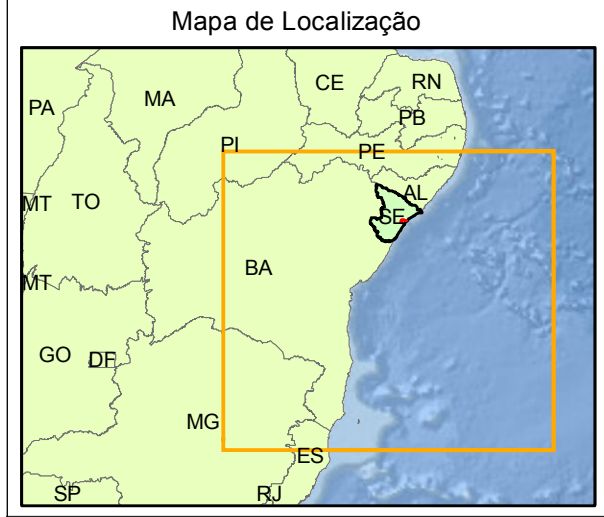 Mapa de Localização
CE
RN
PA
MA
PB
PI
PE
MT
TO
AL
SE
BA
MT
GO
DF
MG
ES
SP
RJ